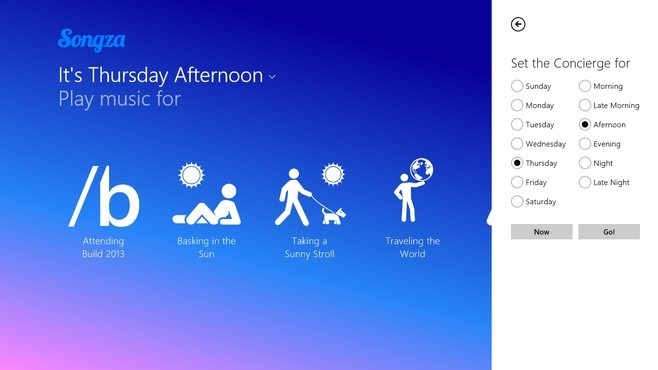 Songza
It's Thursday Afternoon
Play music for
/b
Attending
Build 2013
Basking in the
Sun
Taking a
Sunny Stroll
Traveling the
World
Set the Concierge for
Sunday
Monday
Tuesday
Wednesday
Thursday
Friday
Saturday
Morning
Late Morning
Afernoon
Evening
Night
Late Night
Now
Go!